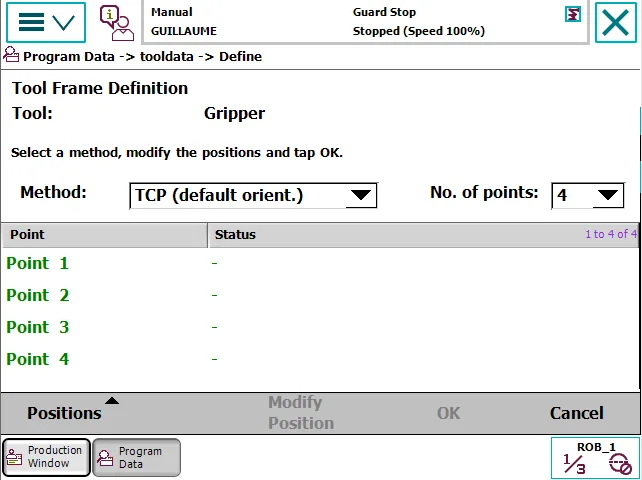 Manual
Guard Stop
GUILLAUME
Stopped (Speed 100%)
Program Data -> tooldata -> Define
Tool Frame Definition
Tool: Gripper
Select a method, modify the positions and tap OK.
Method: TCP (default orient.) No. of points: 4
Point Status 1 to 4 of 4
Point 1 -
Point 2 -
Point 3 -
Point 4 -
Positions Modify Position OK Cancel
Production Window
Program Data
ROB_1
1/3